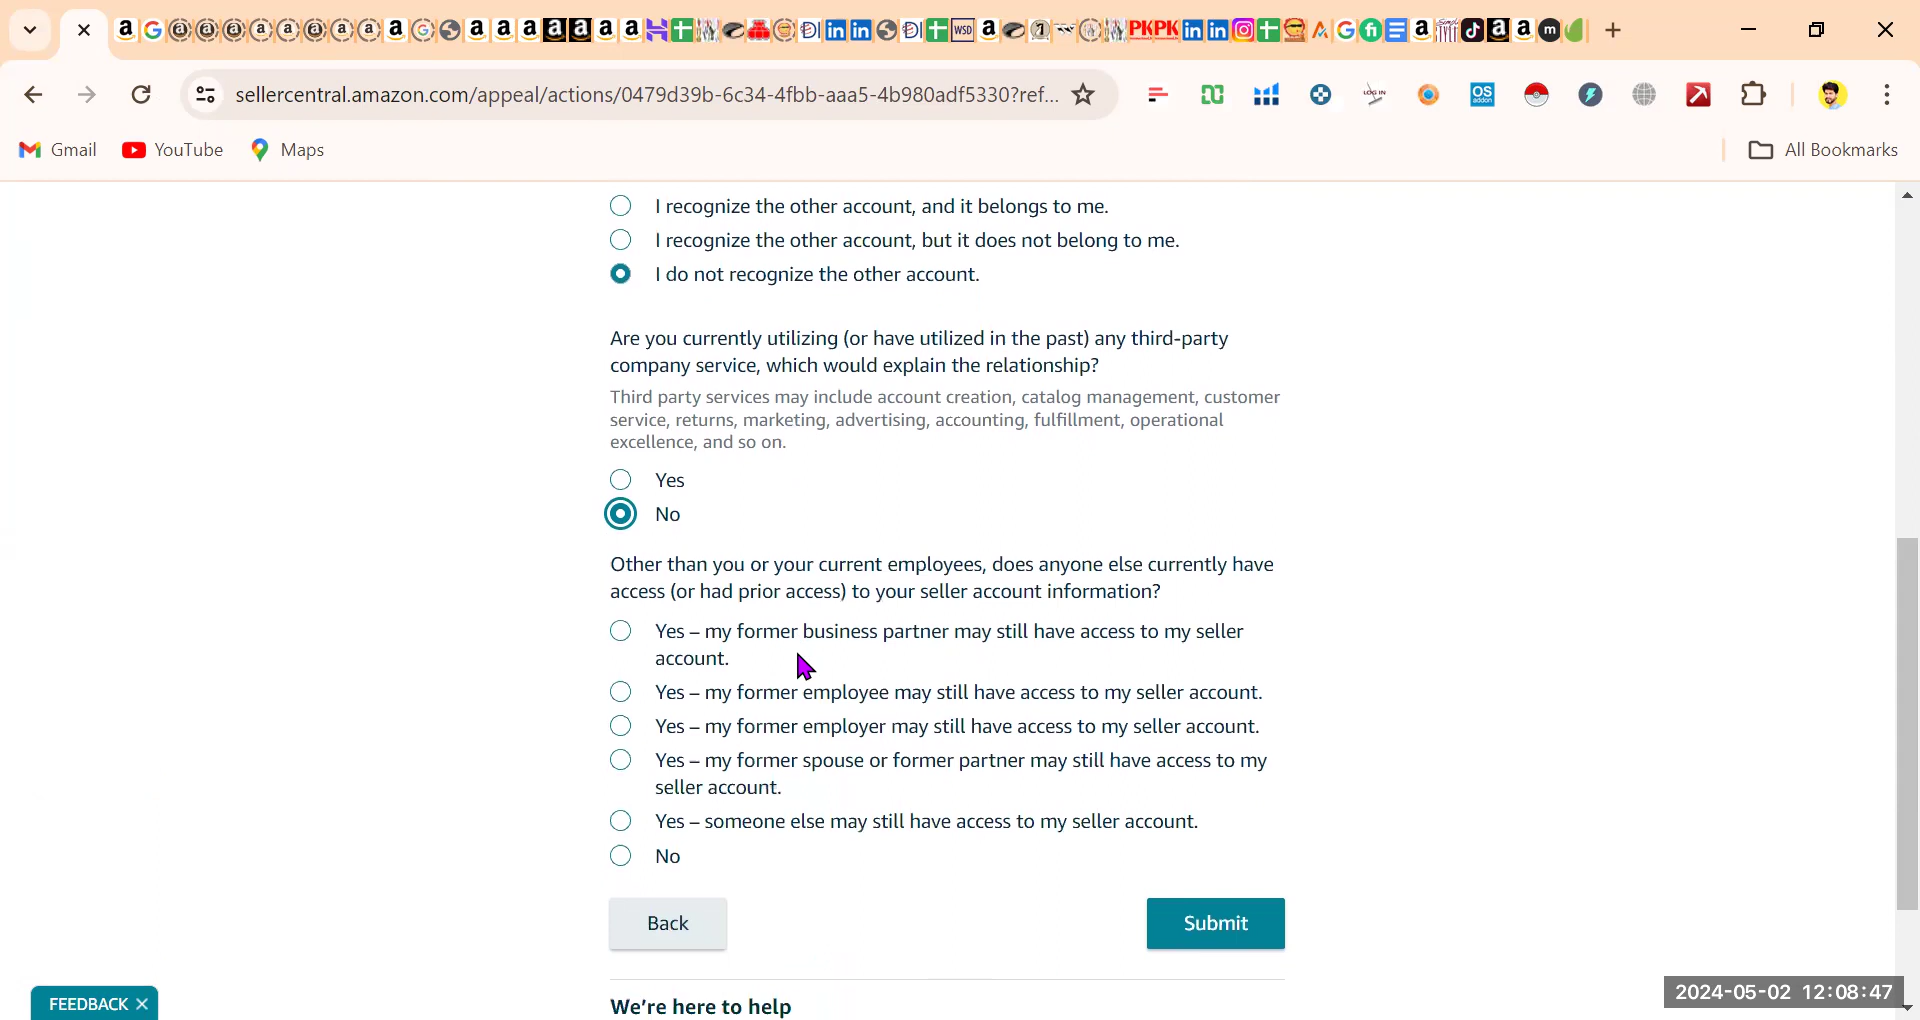 sellercentral.amazon.com/appeal/actions/0479d39b-6c34-4fbb-aaa5-4b980adf5330?ref...
Gmail
YouTube
Maps
All Bookmarks
I recognize the other account, and it belongs to me.
I recognize the other account, but it does not belong to me.
I do not recognize the other account.
Are you currently utilizing (or have utilized in the past) any third-party
company service, which would explain the relationship?
Third party services may include account creation, catalog management, customer
service, returns, marketing, advertising, accounting, fulfillment, operational
excellence, and so on.
Yes
No
Other than you or your current employees, does anyone else currently have
access (or had prior access) to your seller account information?
Yes – my former business partner may still have access to my seller
account.
Yes – my former employee may still have access to my seller account.
Yes – my former employer may still have access to my seller account.
Yes – my former spouse or former partner may still have access to my
seller account.
Yes – someone else may still have access to my seller account.
No
Back
Submit
We're here to help
FEEDBACK
2024-05-02 12:08:47